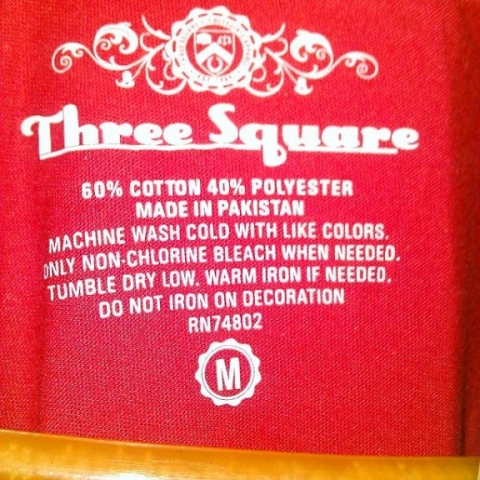 Three Square
60% COTTON 40% POLYESTER
MADE IN PAKISTAN
MACHINE WASH COLD WITH LIKE COLORS.
ONLY NON-CHLORINE BLEACH WHEN NEEDED.
TUMBLE DRY LOW. WARM IRON IF NEEDED.
DO NOT IRON ON DECORATION
RN74802
M